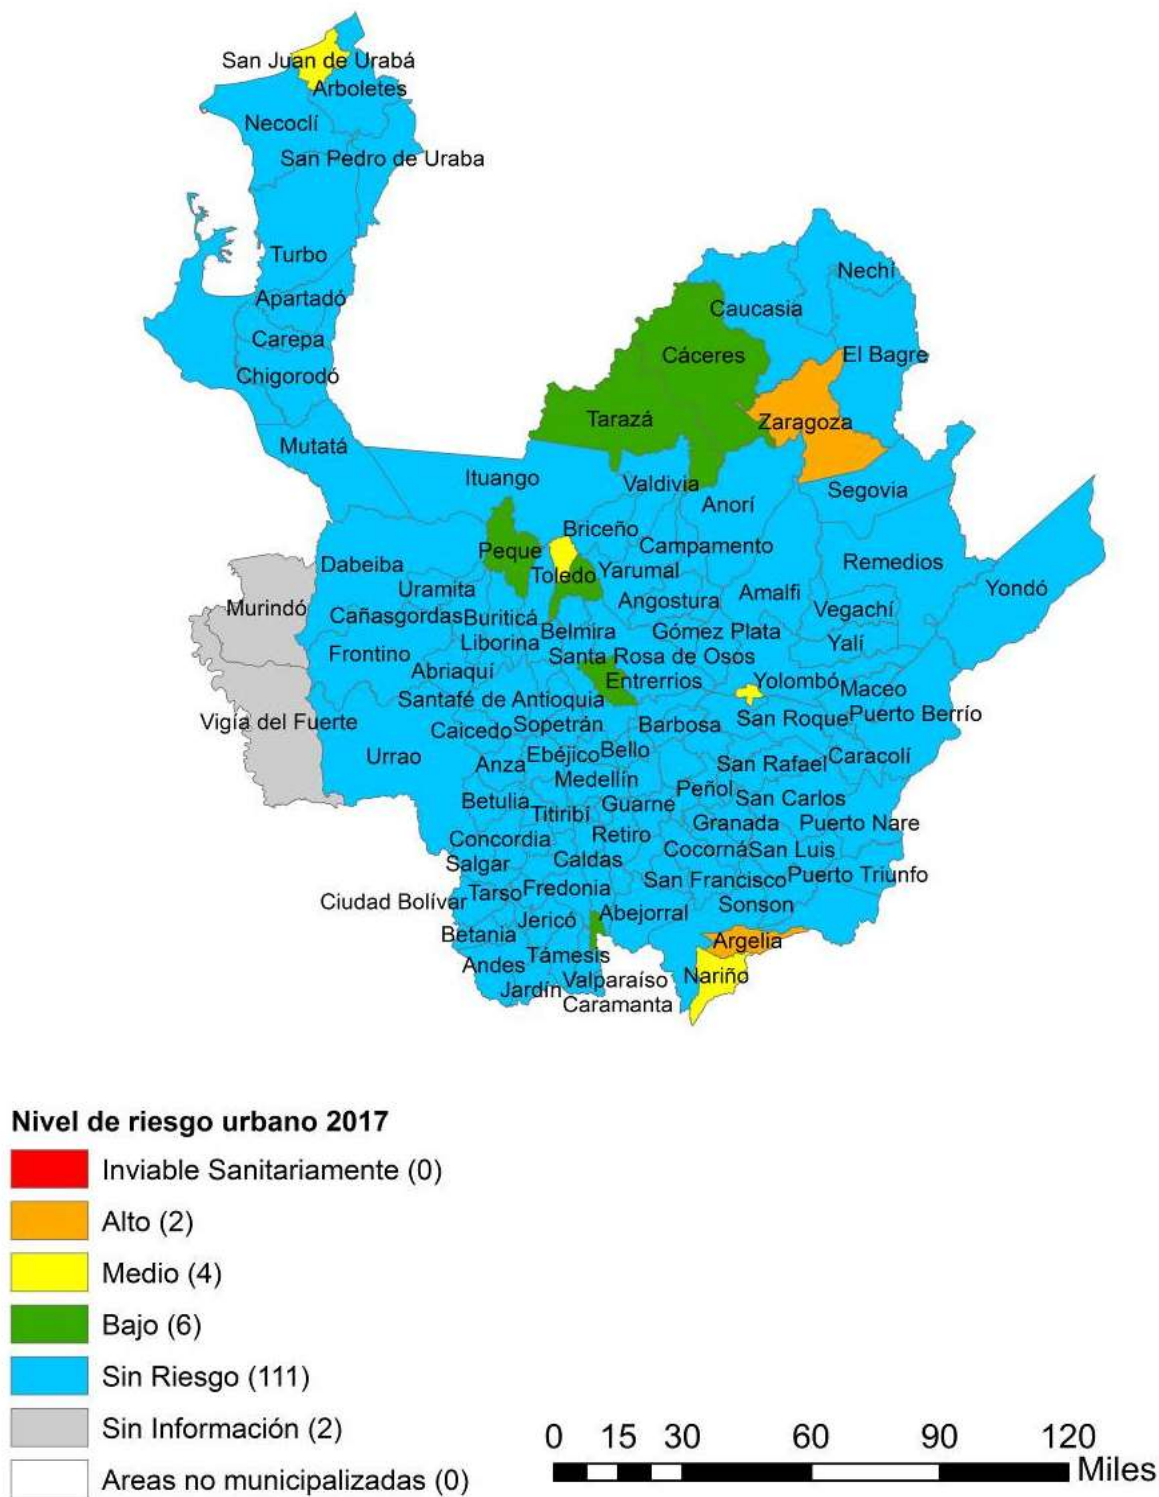 San Juan de Urabá
Arboletes
Necoclí
San Pedro de Uraba
Turbo
Nechí
Apartadó
Caucasia
Carepa
Cáceres
El Bagre
Chigorodó
Tarazá
Zaragoza
Mutatá
Ituango
Valdivia
Segovia
Anorí
Briceño
Peque
Campamento
Dabeiba
Toledo
Yarumal
Remedios
Uramita
Amalfi
Yondó
Murindó
Angostura
Vegachí
Cañasgordas
Buriticá
Belmira
Gómez Plata
Liborina
Yalí
Frontino
Santa Rosa de Osos
Abriaquí
Entrerrios
Yolombó
Maceo
Santafé de Antioquia
Vigía del Fuerte
Caicedo
Sopetrán
Barbosa
San Roque
Puerto Berrío
Urrao
Anza
Ebéjico
Bello
San Rafael
Caracolí
Medellín
Peñol
San Carlos
Betulia
Titiribí
Guarne
Granada
Puerto Nare
Concordia
Retiro
Cocorná
San Luis
Salgar
Caldas
San Francisco
Puerto Triunfo
Ciudad Bolívar
Tarso
Fredonia
Sonson
Jericó
Abejorral
Betania
Argelia
Támesis
Andes
Valparaíso
Nariño
Jardín
Caramanta
Nivel de riesgo urbano 2017
Inviable Sanitariamente (0)
Alto (2)
Medio (4)
Bajo (6)
Sin Riesgo (111)
Sin Información (2)
Areas no municipalizadas (0)
0 15 30 60 90 120
Miles